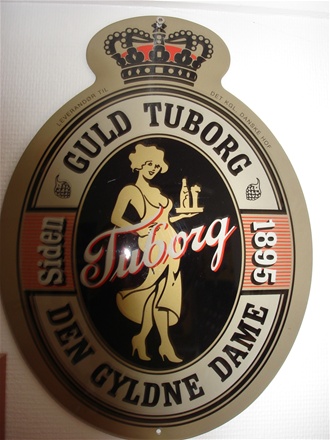 LEVERANDØR TIL DET KGL. DANSKE HOF
GULD TUBORG
Siden 1895
Tuborg
DEN GYLDNE DAME